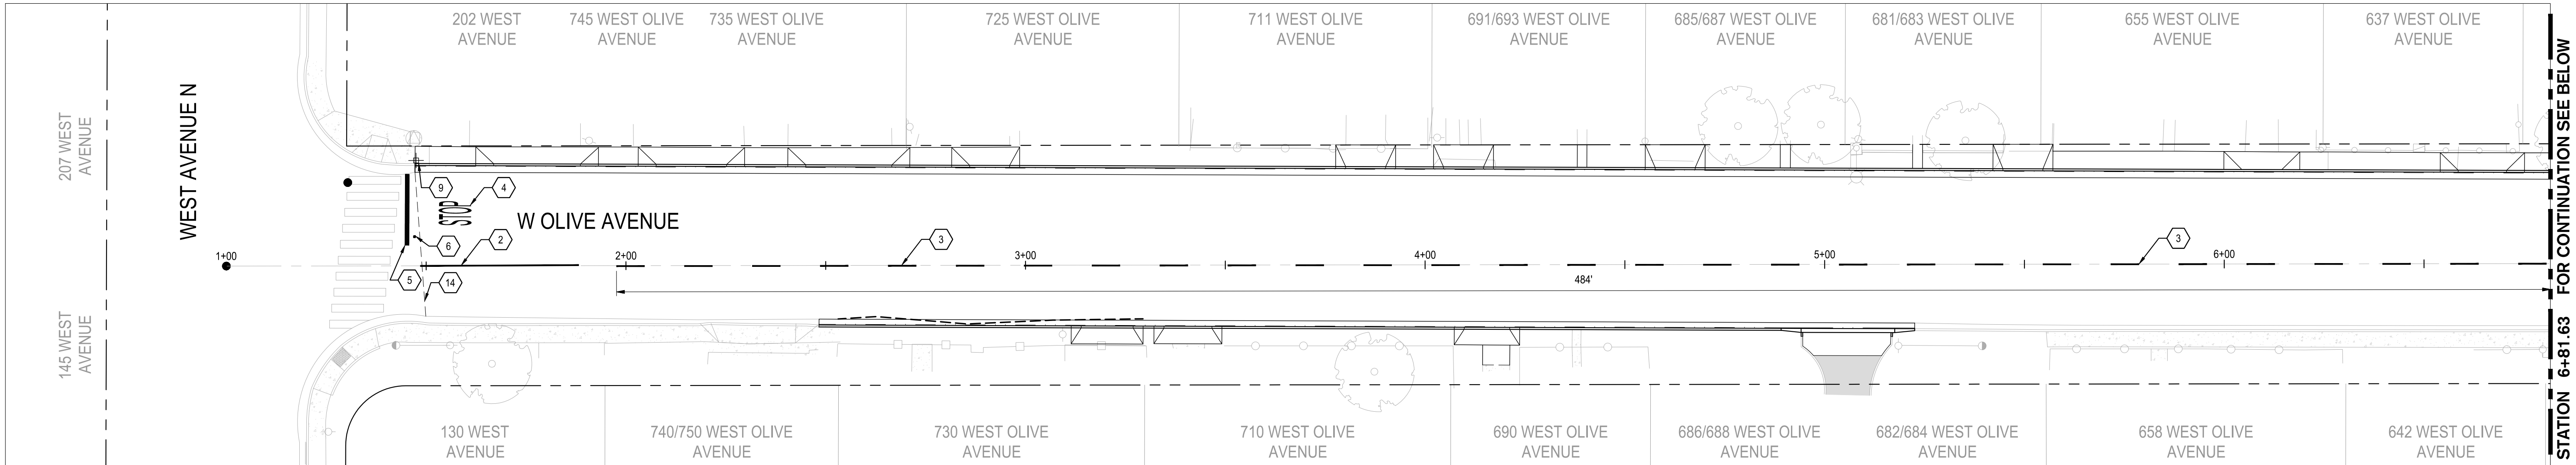 202 WEST
AVENUE
745 WEST OLIVE
AVENUE
735 WEST OLIVE
AVENUE
725 WEST OLIVE
AVENUE
711 WEST OLIVE
AVENUE
691/693 WEST OLIVE
AVENUE
685/687 WEST OLIVE
AVENUE
681/683 WEST OLIVE
AVENUE
655 WEST OLIVE
AVENUE
637 WEST OLIVE
AVENUE
207 WEST
AVENUE
WEST AVENUE N
145 WEST
AVENUE
9
4
STOP
W OLIVE AVENUE
6
2
3
3
1+00
2+00
3+00
4+00
5+00
6+00
5
14
484'
130 WEST
AVENUE
740/750 WEST OLIVE
AVENUE
730 WEST OLIVE
AVENUE
710 WEST OLIVE
AVENUE
690 WEST OLIVE
AVENUE
686/688 WEST OLIVE
AVENUE
682/684 WEST OLIVE
AVENUE
658 WEST OLIVE
AVENUE
642 WEST OLIVE
AVENUE
STATION 6+81.63 FOR CONTINUATION SEE BELOW